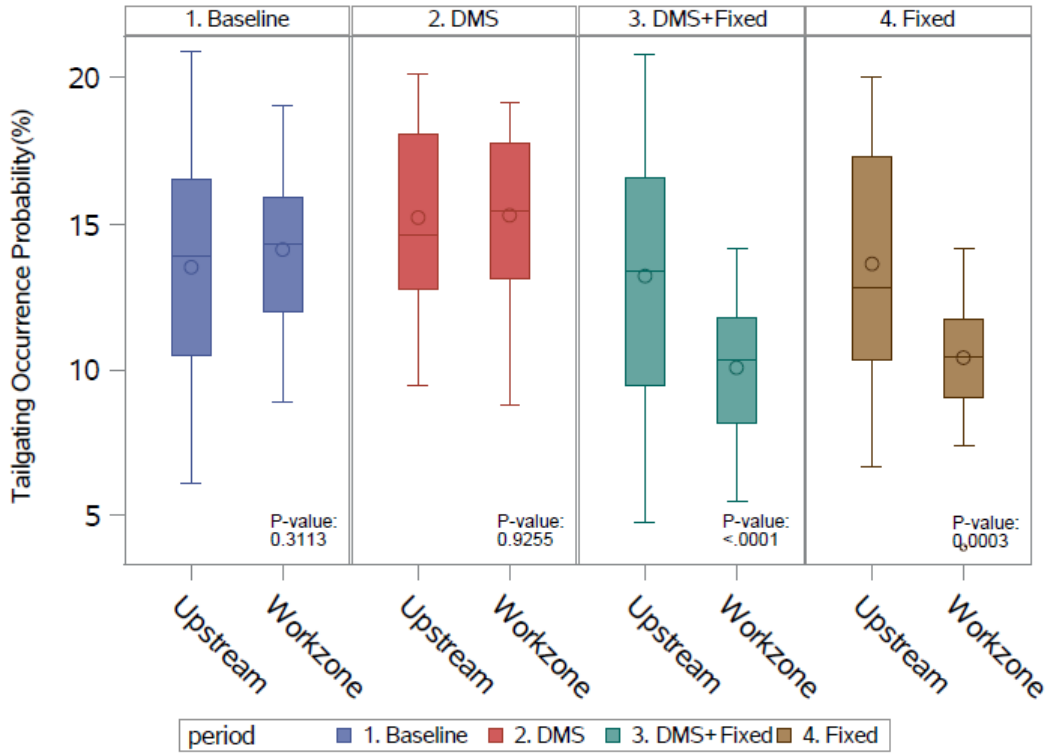 1. Baseline 2. DMS 3. DMS+Fixed 4. Fixed
Tailgating Occurrence Probability(%)
20
15
10
5
P-value:
0.3113
P-value:
0.9255
P-value:
<.0001
P-value:
0.0003
Upstream Workzone Upstream Workzone Upstream Workzone Upstream Workzone
period 1. Baseline 2. DMS 3. DMS+Fixed 4. Fixed